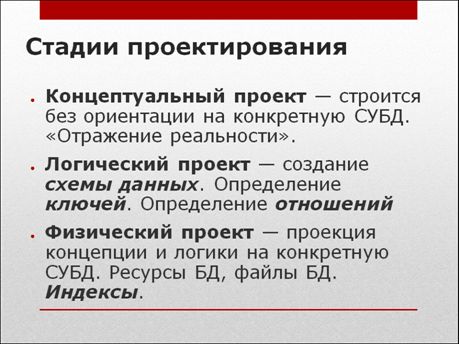 Стадии проектирования
• Концептуальный проект — строится
без ориентации на конкретную СУБД.
«Отражение реальности».
• Логический проект — создание
схемы данных. Определение
ключей. Определение отношений
• Физический проект — проекция
концепции и логики на конкретную
СУБД. Ресурсы БД, файлы БД.
Индексы.